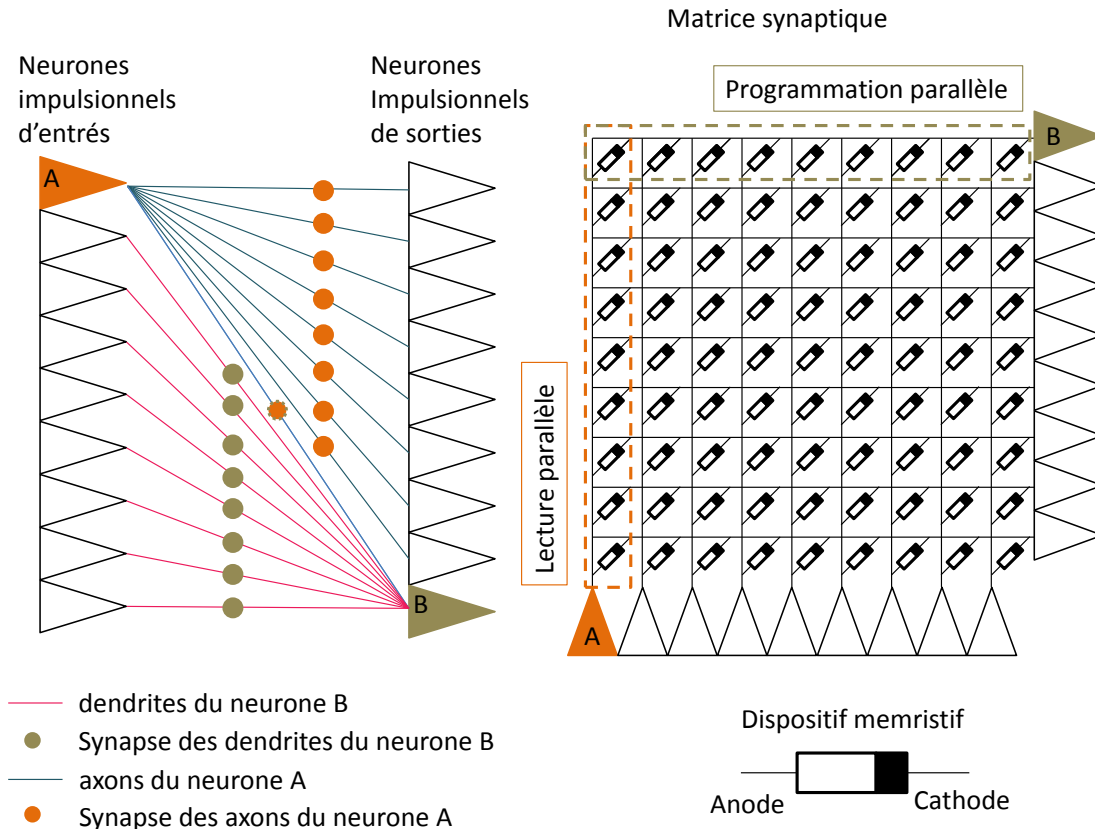 Matrice synaptique
Neurones
impulsionnels
d'entrés
Neurones
Impulsionnels
de sorties
Programmation parallèle
A
B
B
Lecture parallèle
A
dendrites du neurone B
Synapse des dendrites du neurone B
axons du neurone A
Synapse des axons du neurone A
Dispositif memristif
Anode
Cathode